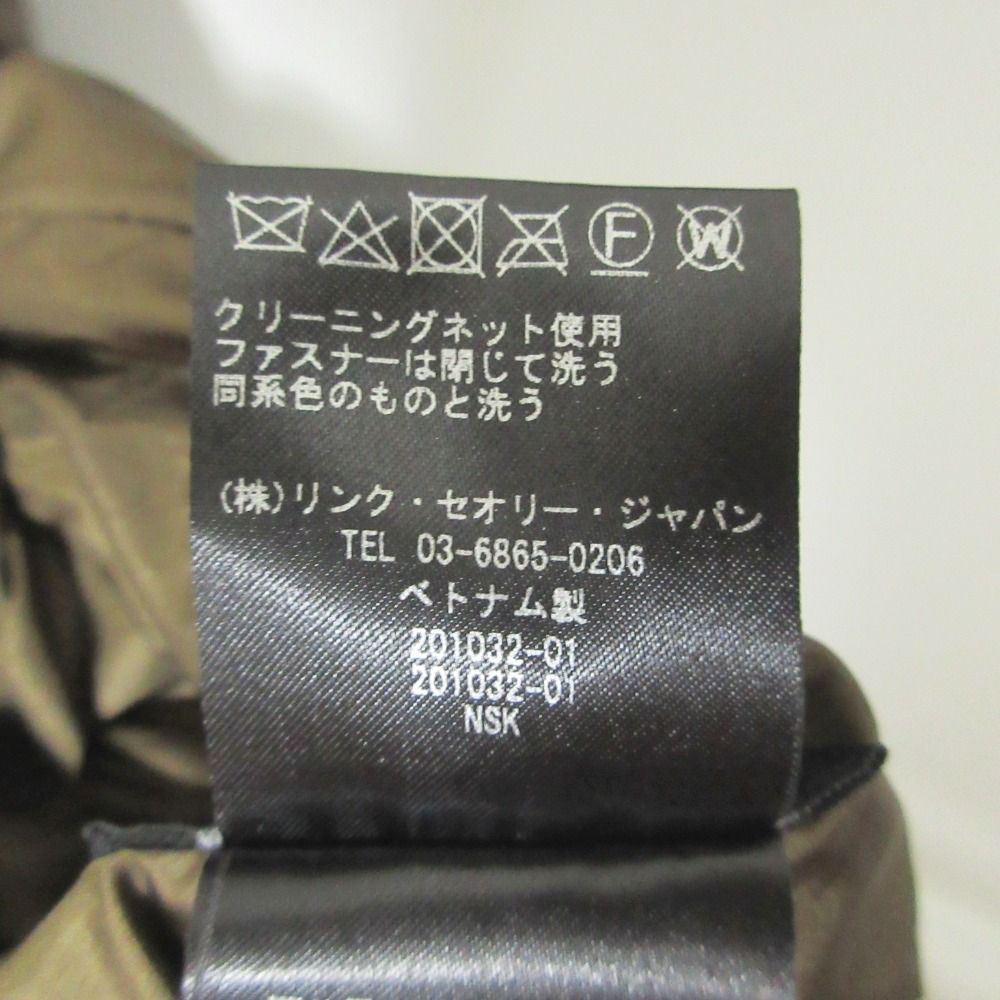 F W
クリーニングネット使用
ファスナーは閉じて洗う
同系色のものと洗う
(株)リンク・セオリー・ジャパン
TEL 03-6865-0206
ベトナム製
201032-01
201032-01
NSK